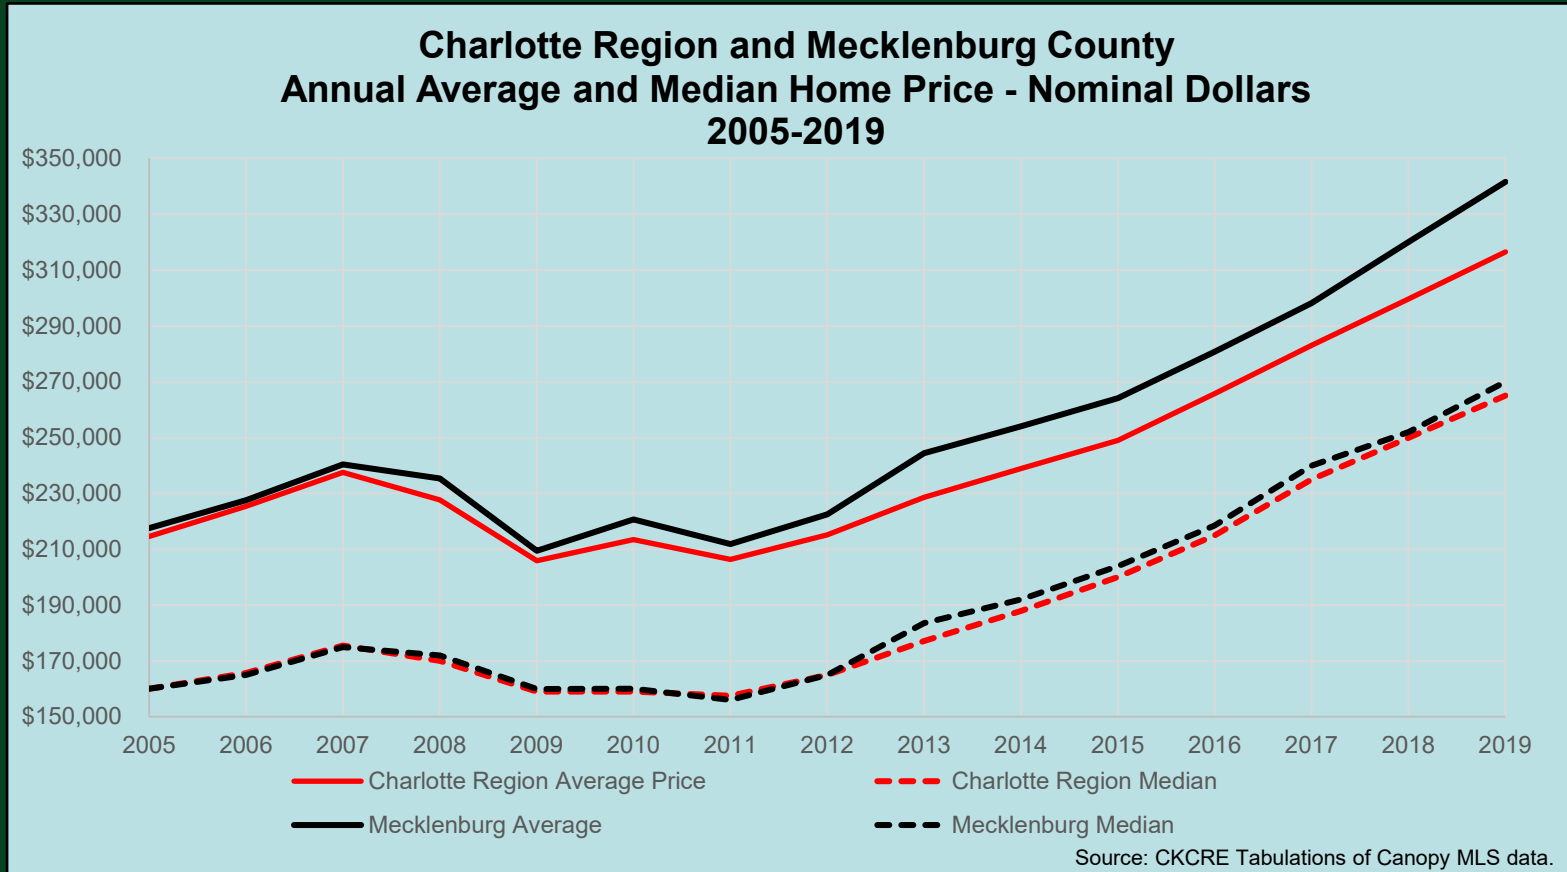 Charlotte Region and Mecklenburg County
Annual Average and Median Home Price - Nominal Dollars
2005-2019
$350,000
$330,000
$310,000
$290,000
$270,000
$250,000
$230,000
$210,000
$190,000
$170,000
$150,000
2005 2006 2007 2008 2009 2010 2011 2012 2013 2014 2015 2016 2017 2018 2019
Charlotte Region Average Price Charlotte Region Median
Mecklenburg Average Mecklenburg Median
Source: CKCRE Tabulations of Canopy MLS data.